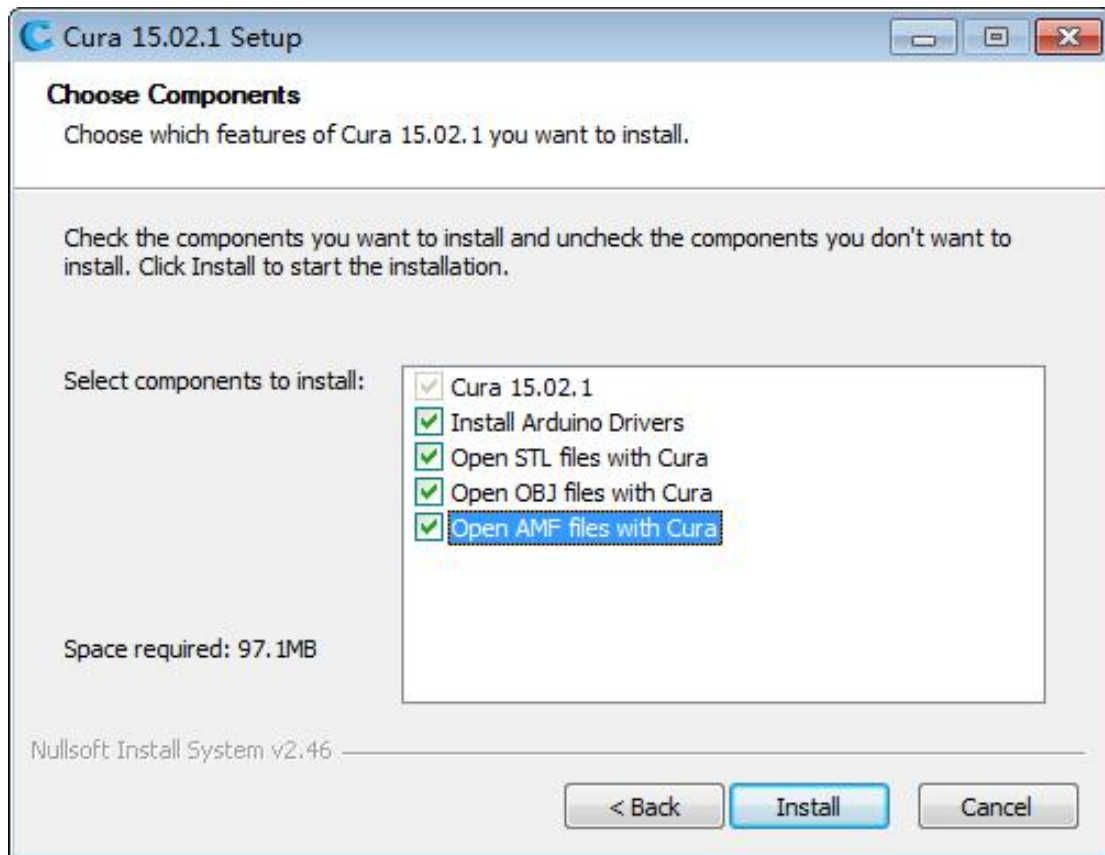 Cura 15.02.1 Setup
Choose Components
Choose which features of Cura 15.02.1 you want to install.
Check the components you want to install and uncheck the components you don't want to
install. Click Install to start the installation.
Select components to install:
Cura 15.02.1
Install Arduino Drivers
Open STL files with Cura
Open OBJ files with Cura
Open AMF files with Cura
Space required: 97.1MB
Nullsoft Install System v2.46
< Back
Install
Cancel